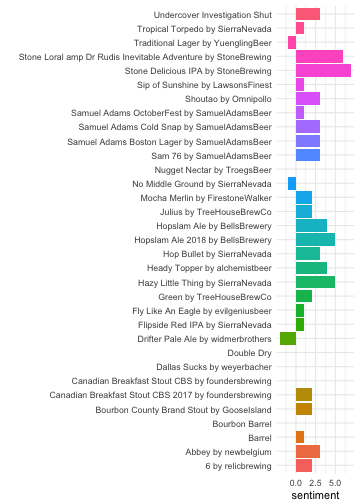 Undercover Investigation Shut
Tropical Torpedo by SierraNevada
Traditional Lager by YuenglingBeer
Stone Loral amp Dr Rudis Inevitable Adventure by StoneBrewing
Stone Delicious IPA by StoneBrewing
Sip of Sunshine by LawsonsFinest
Shoutao by Omnipollo
Samuel Adams OctoberFest by SamuelAdamsBeer
Samuel Adams Cold Snap by SamuelAdamsBeer
Samuel Adams Boston Lager by SamuelAdamsBeer
Sam 76 by SamuelAdamsBeer
Nugget Nectar by TroegsBeer
No Middle Ground by SierraNevada
Mocha Merlin by FirestoneWalker
Julius by TreeHouseBrewCo
Hopslam Ale by BellsBrewery
Hopslam Ale 2018 by BellsBrewery
Hop Bullet by SierraNevada
Heady Topper by alchemistbeer
Hazy Little Thing by SierraNevada
Green by TreeHouseBrewCo
Fly Like An Eagle by evilgeniusbeer
Flipside Red IPA by SierraNevada
Drifter Pale Ale by widmerbrothers
Double Dry
Dallas Sucks by weyerbacher
Canadian Breakfast Stout CBS by foundersbrewing
Canadian Breakfast Stout CBS 2017 by foundersbrewing
Bourbon County Brand Stout by GooseIsland
Bourbon Barrel
Barrel
Abbey by newbelgium
6 by relicbrewing
0.0 2.5 5.0
sentiment